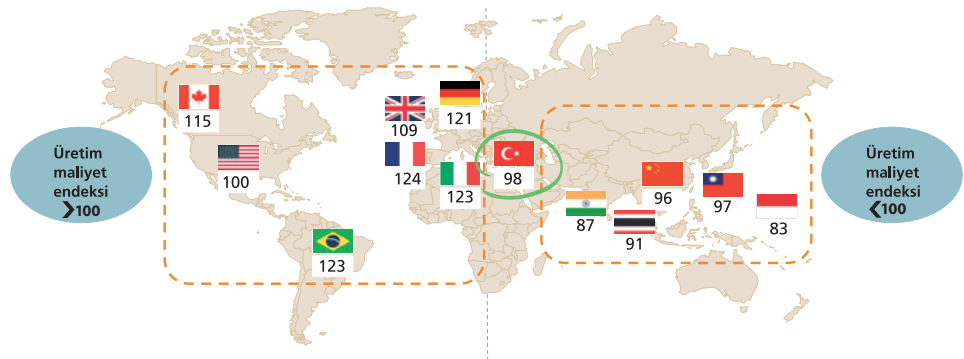 Üretim
maliyet
endeksi
>100
115
100
123
109
121
124
123
98
87
91
96
97
83
Üretim
maliyet
endeksi
<100